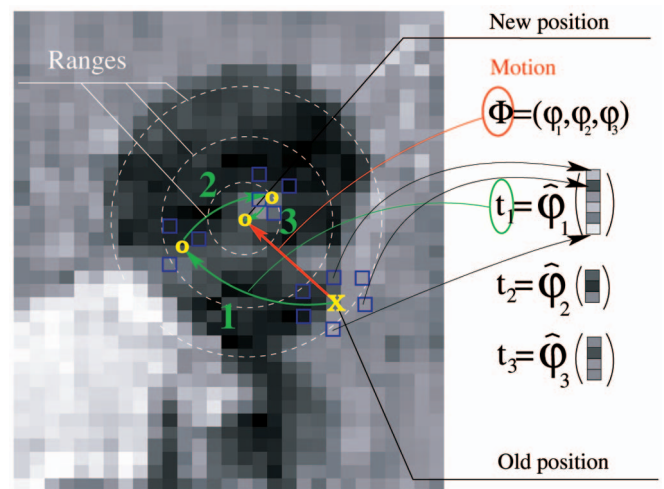 New position
Ranges
Motion
Φ=(φ₁,φ₂,φ₃)
2
o
o
3
t₁=φ̂₁( )
o
X
1
t₂=φ̂₂( )
t₃=φ̂₃( )
Old position